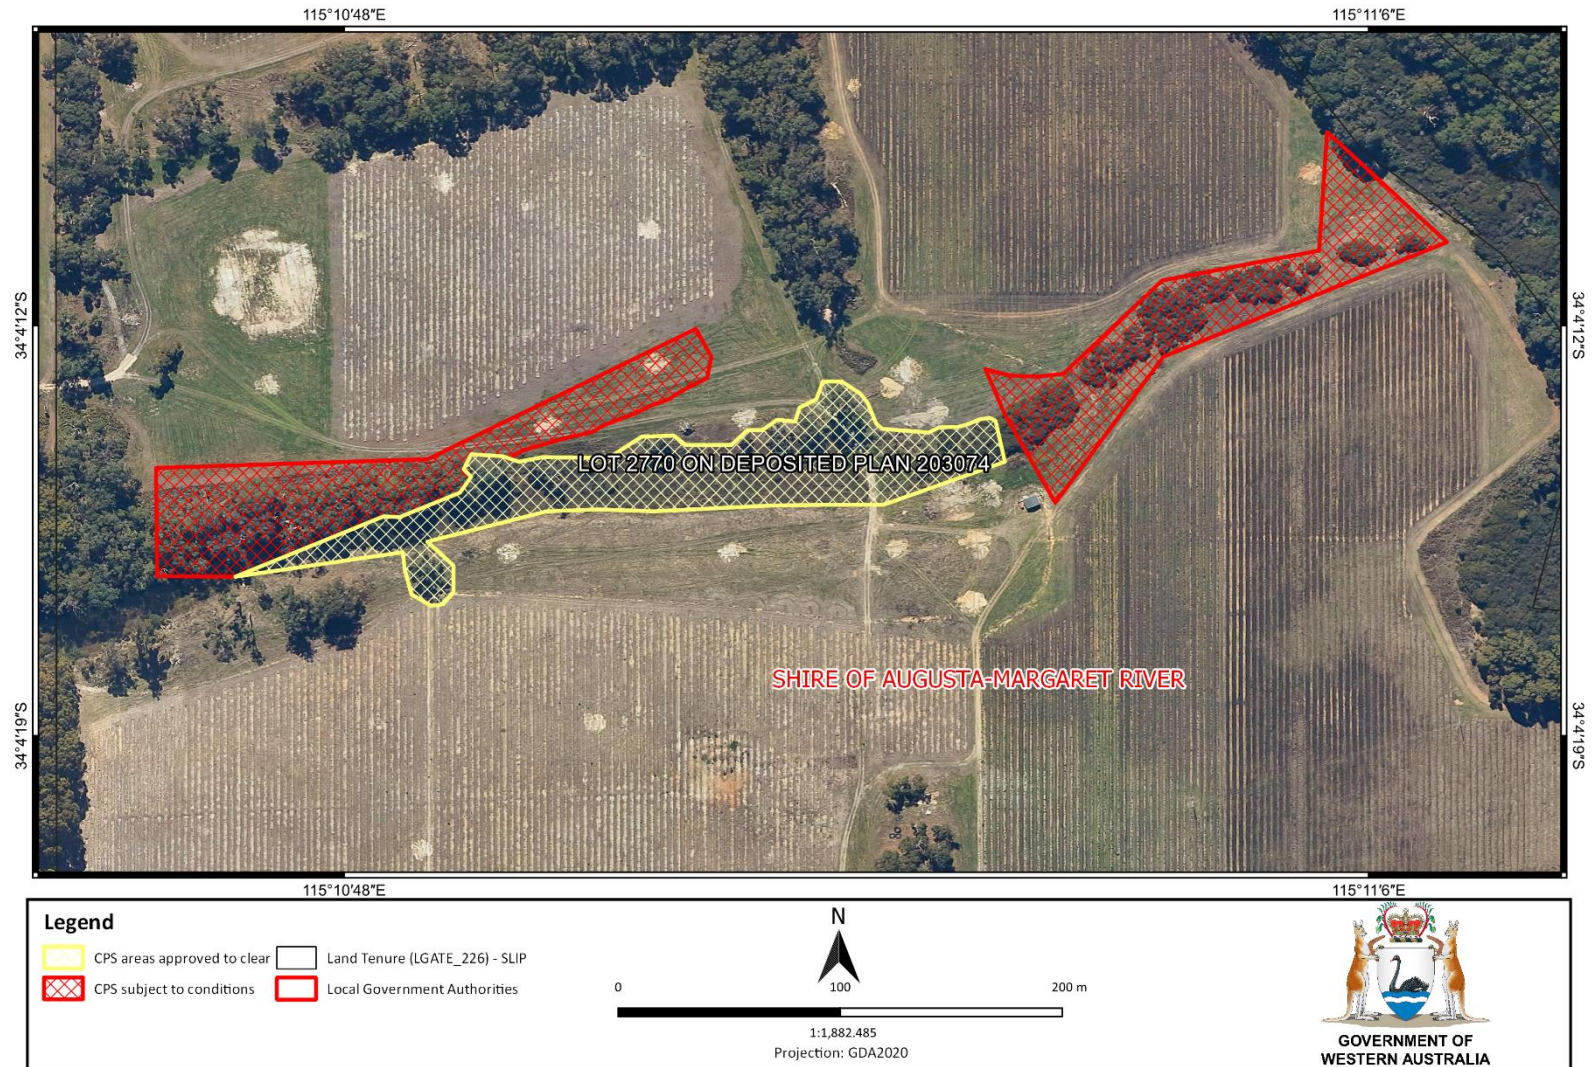 115°10'48"E
115°11'6"E
34°4'12"S
34°4'12"S
LOT 2770 ON DEPOSITED PLAN 203074
SHIRE OF AUGUSTA-MARGARET RIVER
34°4'19"S
34°4'19"S
115°10'48"E
115°11'6"E
Legend
CPS areas approved to clear
Land Tenure (LGATE_226) - SLIP
CPS subject to conditions
Local Government Authorities
N
0 100 200 m
1:1,882.485
Projection: GDA2020
GOVERNMENT OF
WESTERN AUSTRALIA